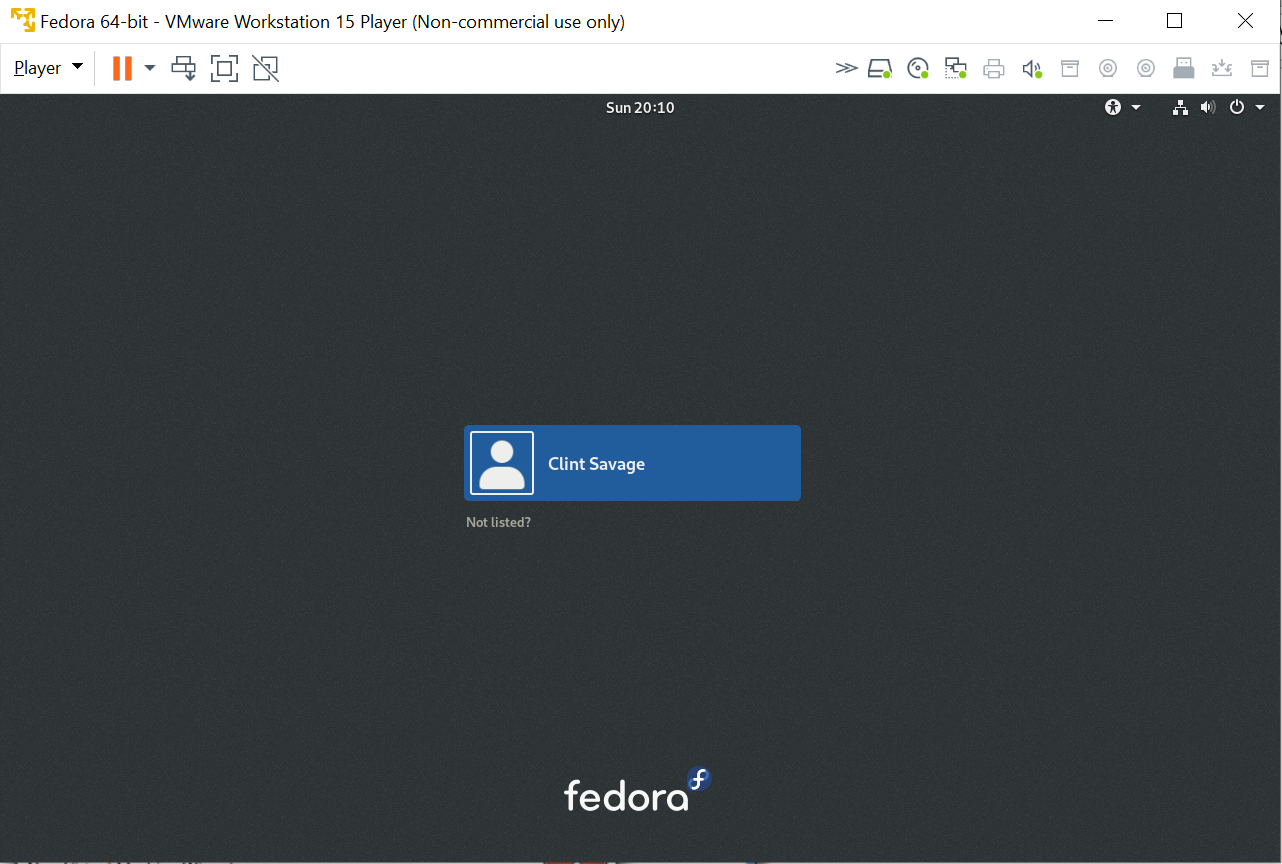 Fedora 64-bit - VMware Workstation 15 Player (Non-commercial use only)
Player
Sun 20:10
Clint Savage
Not listed?
fedora